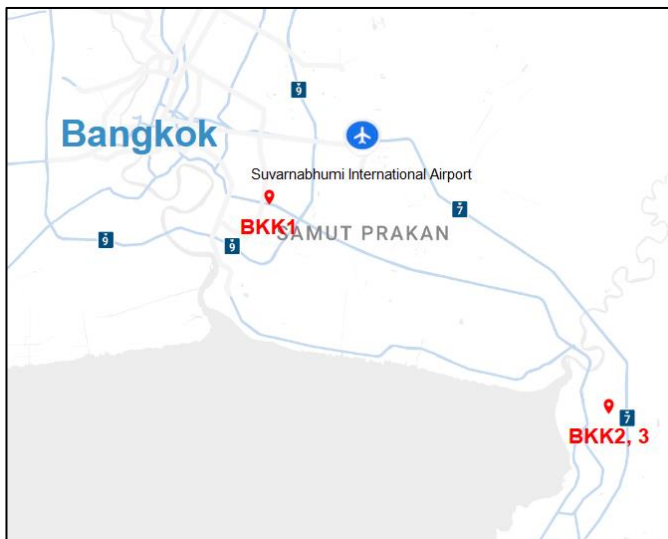 9
Bangkok
Suvarnabhumi International Airport
BKK1
SAMUT PRAKAN
7
9
9
BKK2, 3
7